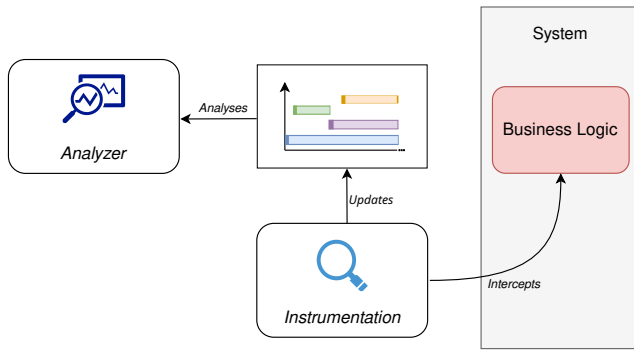 System
Analyses
Analyzer
Business Logic
...
Updates
Intercepts
Instrumentation